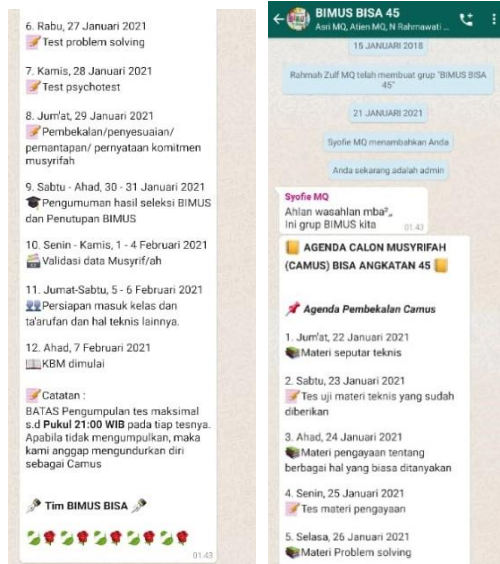 BIMUS BISA 45
Asri MQ, Atien MQ, N Rahmawati ...
15 JANUARI 2018
Rahmah Zulf MQ telah membuat grup "BIMUS BISA
45"
21 JANUARI 2021
Syofie MQ menambahkan Anda
Anda sekarang adalah admin
Syofie MQ
Ahlan wasahlan mba²,,
Ini grup BIMUS kita
01.43
AGENDA CALON MUSYRIFAH
(CAMUS) BISA ANGKATAN 45
Agenda Pembekalan Camus
1. Jum'at, 22 Januari 2021
Materi seputar teknis
2. Sabtu, 23 Januari 2021
Tes uji materi teknis yang sudah
diberikan
3. Ahad, 24 Januari 2021
Materi pengayaan tentang
berbagai hal yang biasa ditanyakan
4. Senin, 25 Januari 2021
Tes materi pengayaan
5. Selasa, 26 Januari 2021
Materi Problem solving
6. Rabu, 27 Januari 2021
Test problem solving
7. Kamis, 28 Januari 2021
Test psychotest
8. Jum'at, 29 Januari 2021
Pembekalan/penyesuaian/
pemantapan/ pernyataan komitmen
musyrifah
9. Sabtu - Ahad, 30 - 31 Januari 2021
Pengumuman hasil seleksi BIMUS
dan Penutupan BIMUS
10. Senin - Kamis, 1 - 4 Februari 2021
Validasi data Musyrif/ah
11. Jumat-Sabtu, 5 - 6 Februari 2021
Persiapan masuk kelas dan
ta'arufan dan hal teknis lainnya.
12. Ahad, 7 Februari 2021
KBM dimulai
Catatan :
BATAS Pengumpulan tes maksimal
s.d Pukul 21:00 WIB pada tiap tesnya.
Apabila tidak mengumpulkan, maka
kami anggap mengundurkan diri
sebagai Camus
Tim BIMUS BISA
01.43